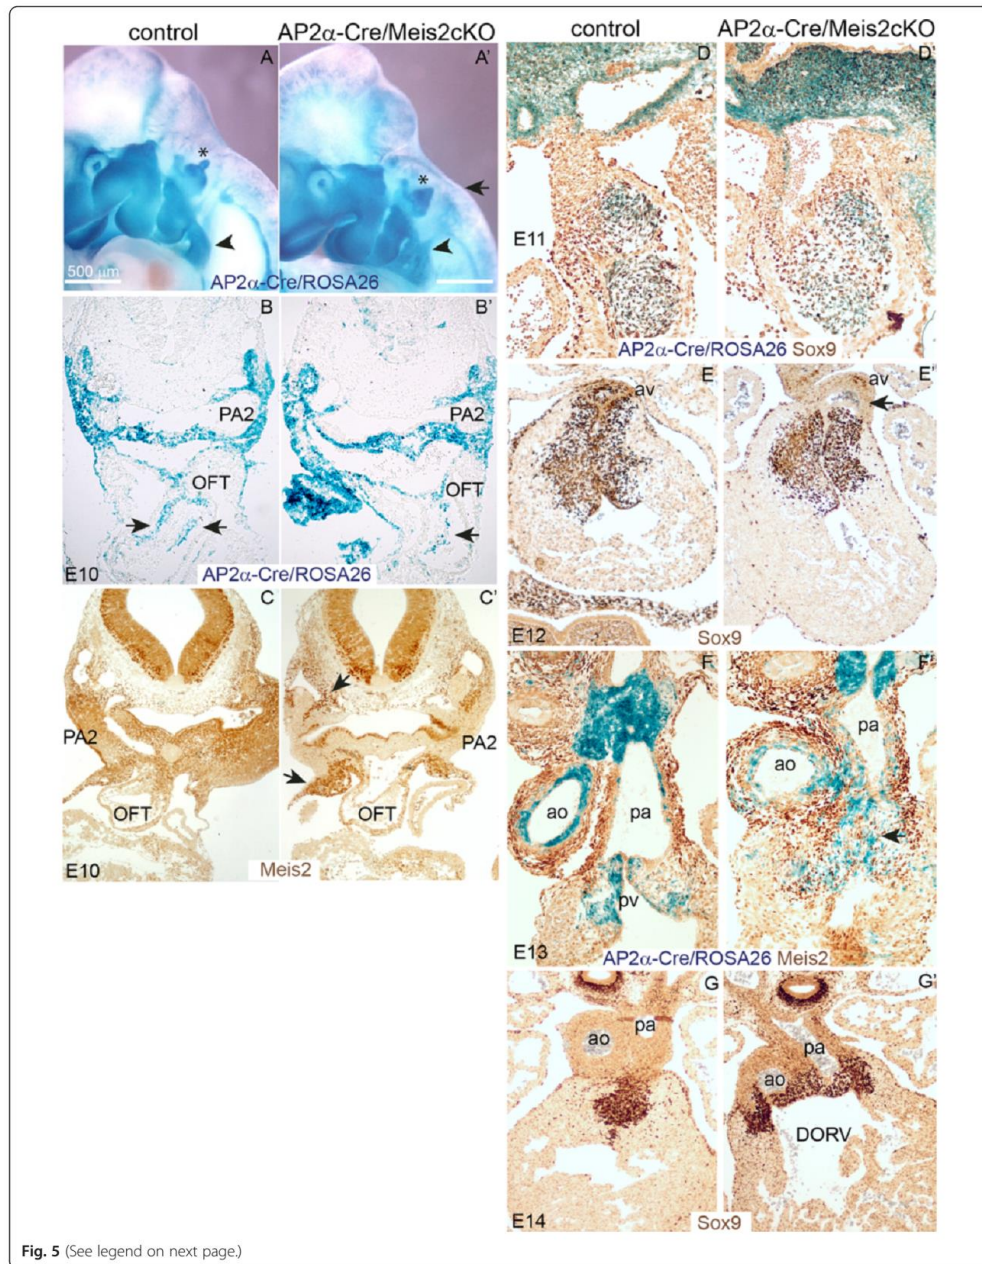 control
AP2α-Cre/Meis2cKO
A
A'
*
*
500 µm
AP2α-Cre/ROSA26
B
B'
PA2
PA2
OFT
OFT
E10
AP2α-Cre/ROSA26
C
C'
PA2
PA2
OFT
OFT
E10
Meis2
control
AP2α-Cre/Meis2cKO
D
D'
E11
AP2α-Cre/ROSA26 Sox9
E
E'
av
av
E12
Sox9
F
F'
pa
ao
ao
pa
pv
E13
AP2α-Cre/ROSA26 Meis2
G
G'
pa
pa
ao
ao
DORV
E14
Sox9
Fig. 5 (See legend on next page.)